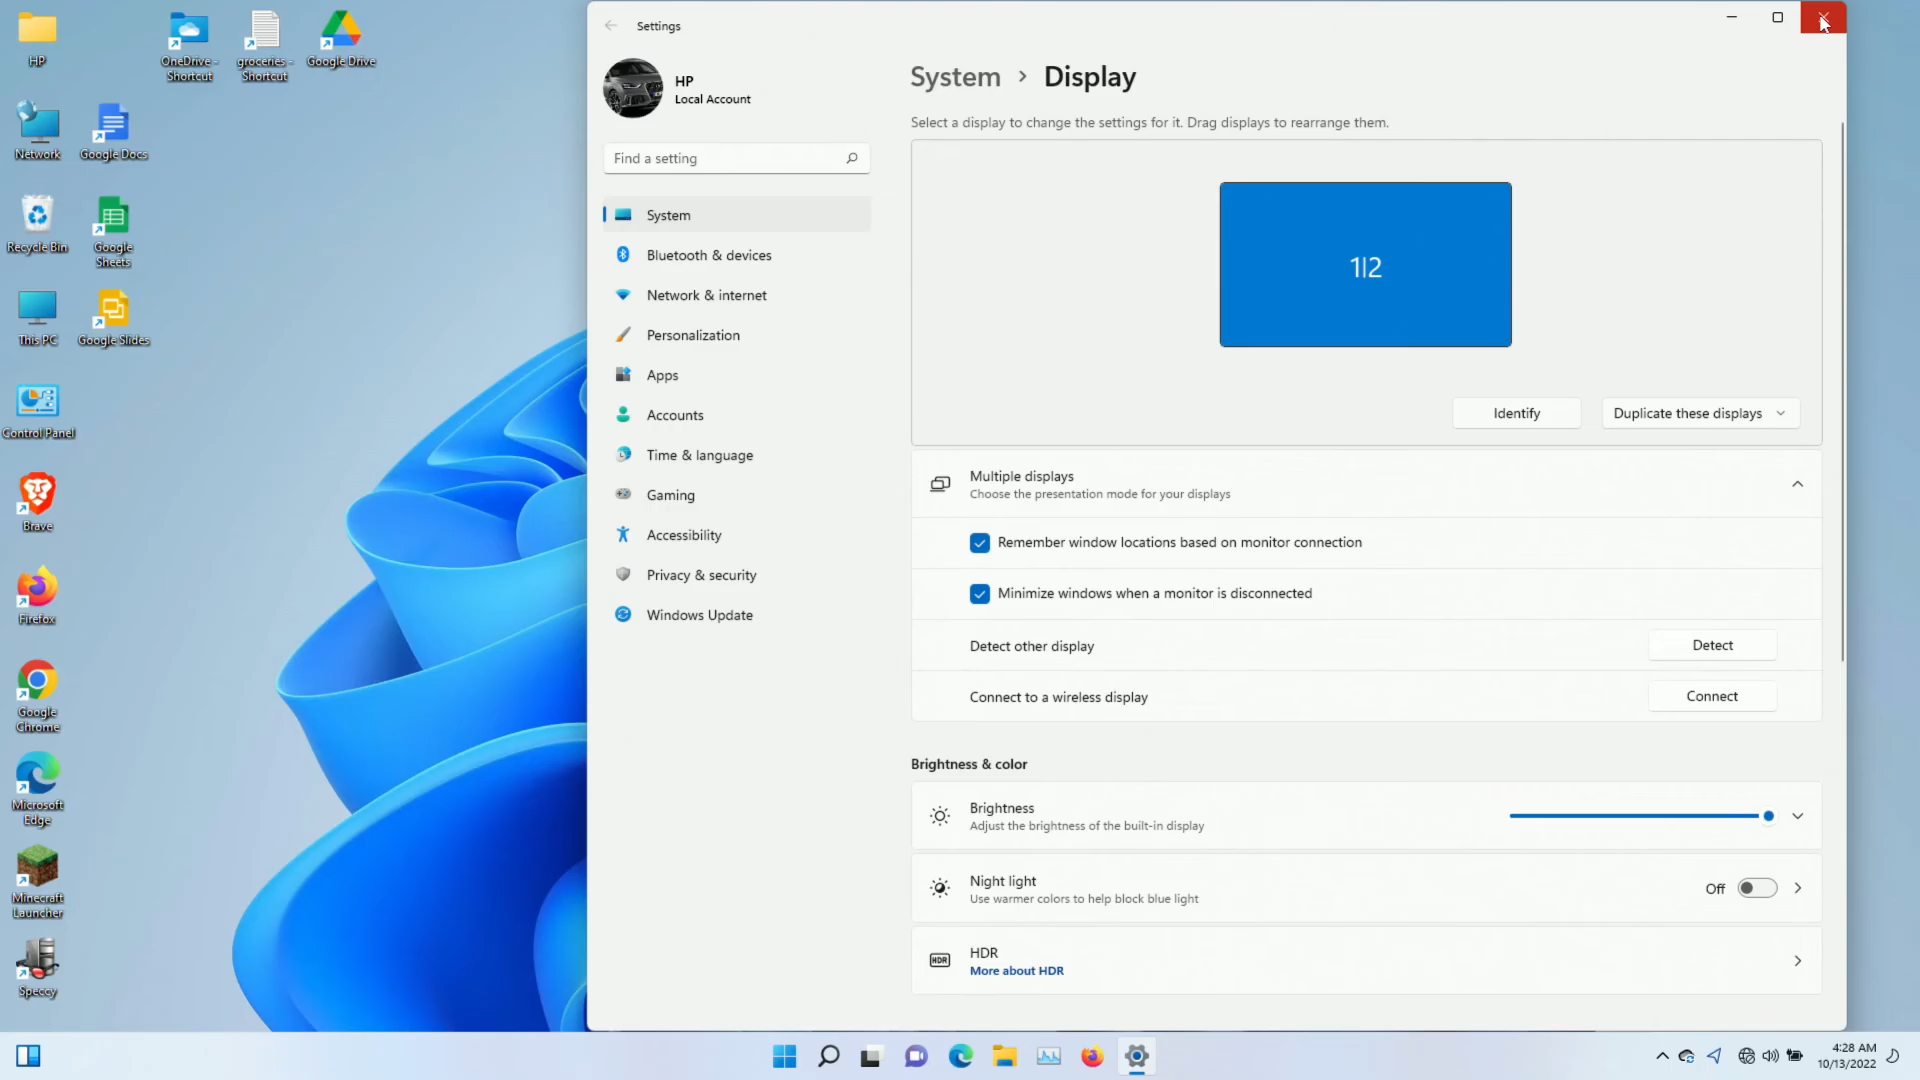 HP
OneDrive -
Shortcut
groceries -
Shortcut
Google Drive
Network
Google Docs
Recycle Bin
Google
Sheets
This PC
Google Slides
Control Panel
Brave
Firefox
Google
Chrome
Microsoft
Edge
Minecraft
Launcher
Speccy
Settings
HP
Local Account
Find a setting
System
Bluetooth & devices
Network & internet
Personalization
Apps
Accounts
Time & language
Gaming
Accessibility
Privacy & security
Windows Update
System > Display
Select a display to change the settings for it. Drag displays to rearrange them.
1|2
Identify
Duplicate these displays
Multiple displays
Choose the presentation mode for your displays
Remember window locations based on monitor connection
Minimize windows when a monitor is disconnected
Detect other display
Detect
Connect to a wireless display
Connect
Brightness & color
Brightness
Adjust the brightness of the built-in display
Night light
Use warmer colors to help block blue light
Off
HDR
HDR
More about HDR
4:28 AM
10/13/2022